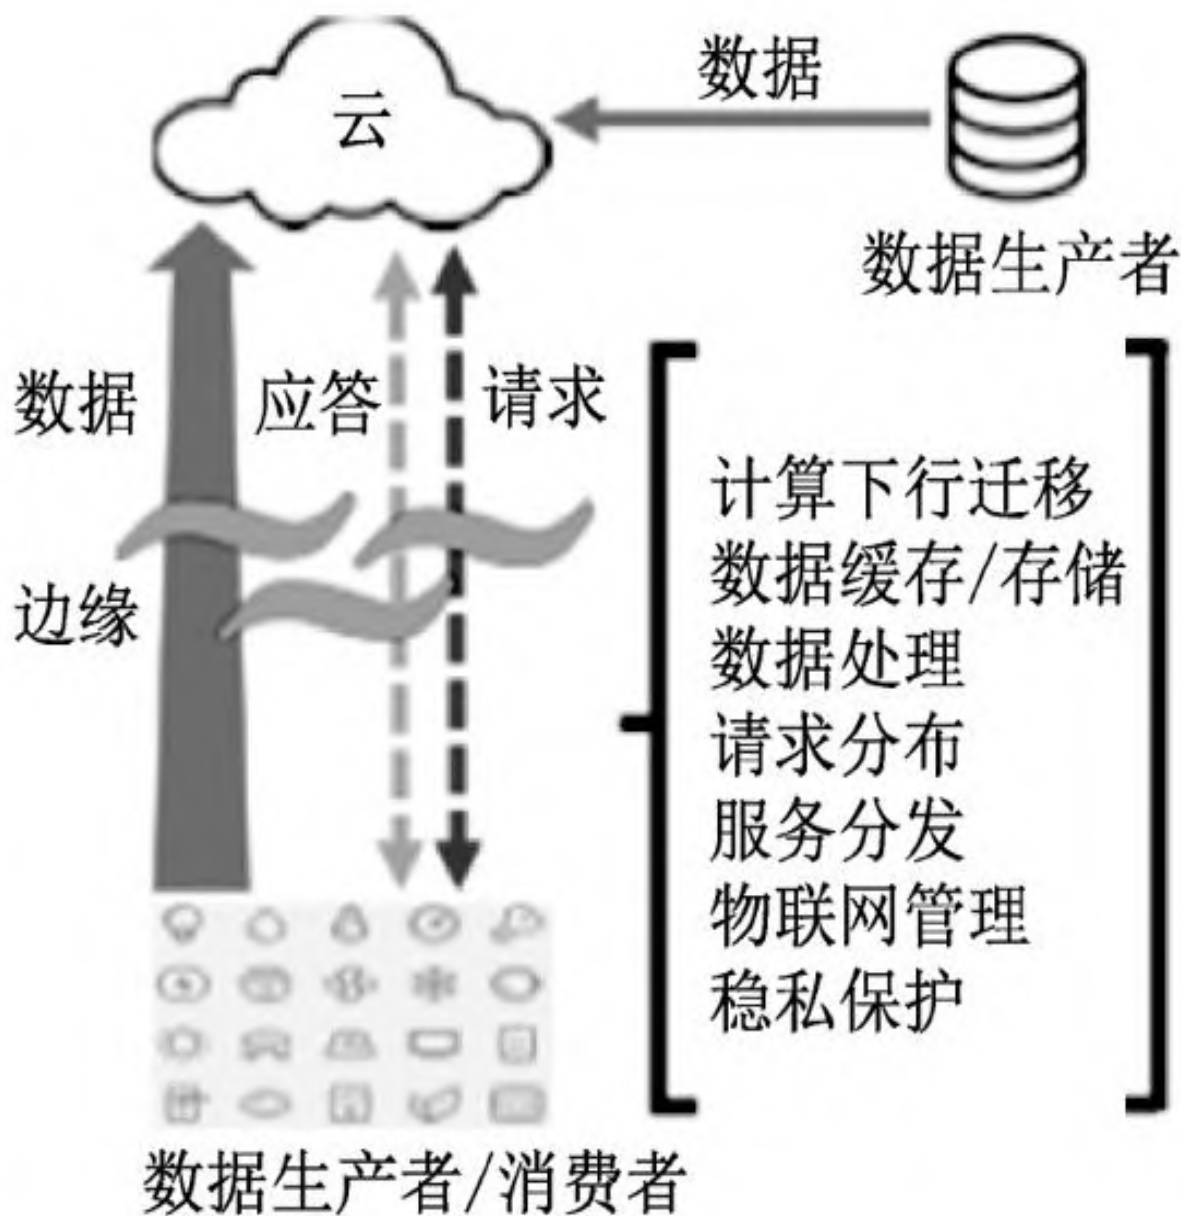 云
数据
数据生产者
数据
应答
请求
边缘
计算下行迁移
数据缓存/存储
数据处理
请求分布
服务分发
物联网管理
稳私保护
数据生产者/消费者